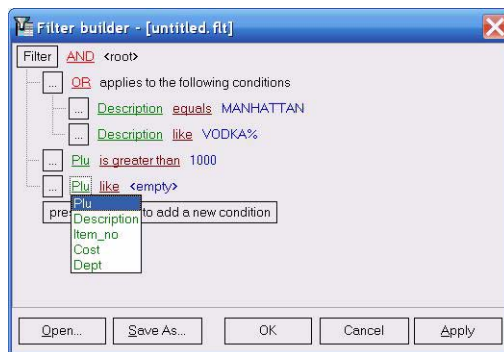 Filter builder - [untitled.flt]
Filter AND <root>
... OR applies to the following conditions
... Description equals MANHATTAN
... Description like VODKA%
... Plu is greater than 1000
... Plu like <empty>
Plu
pres to add a new condition
Description
Item_no
Cost
Dept
Open... Save As... OK Cancel Apply